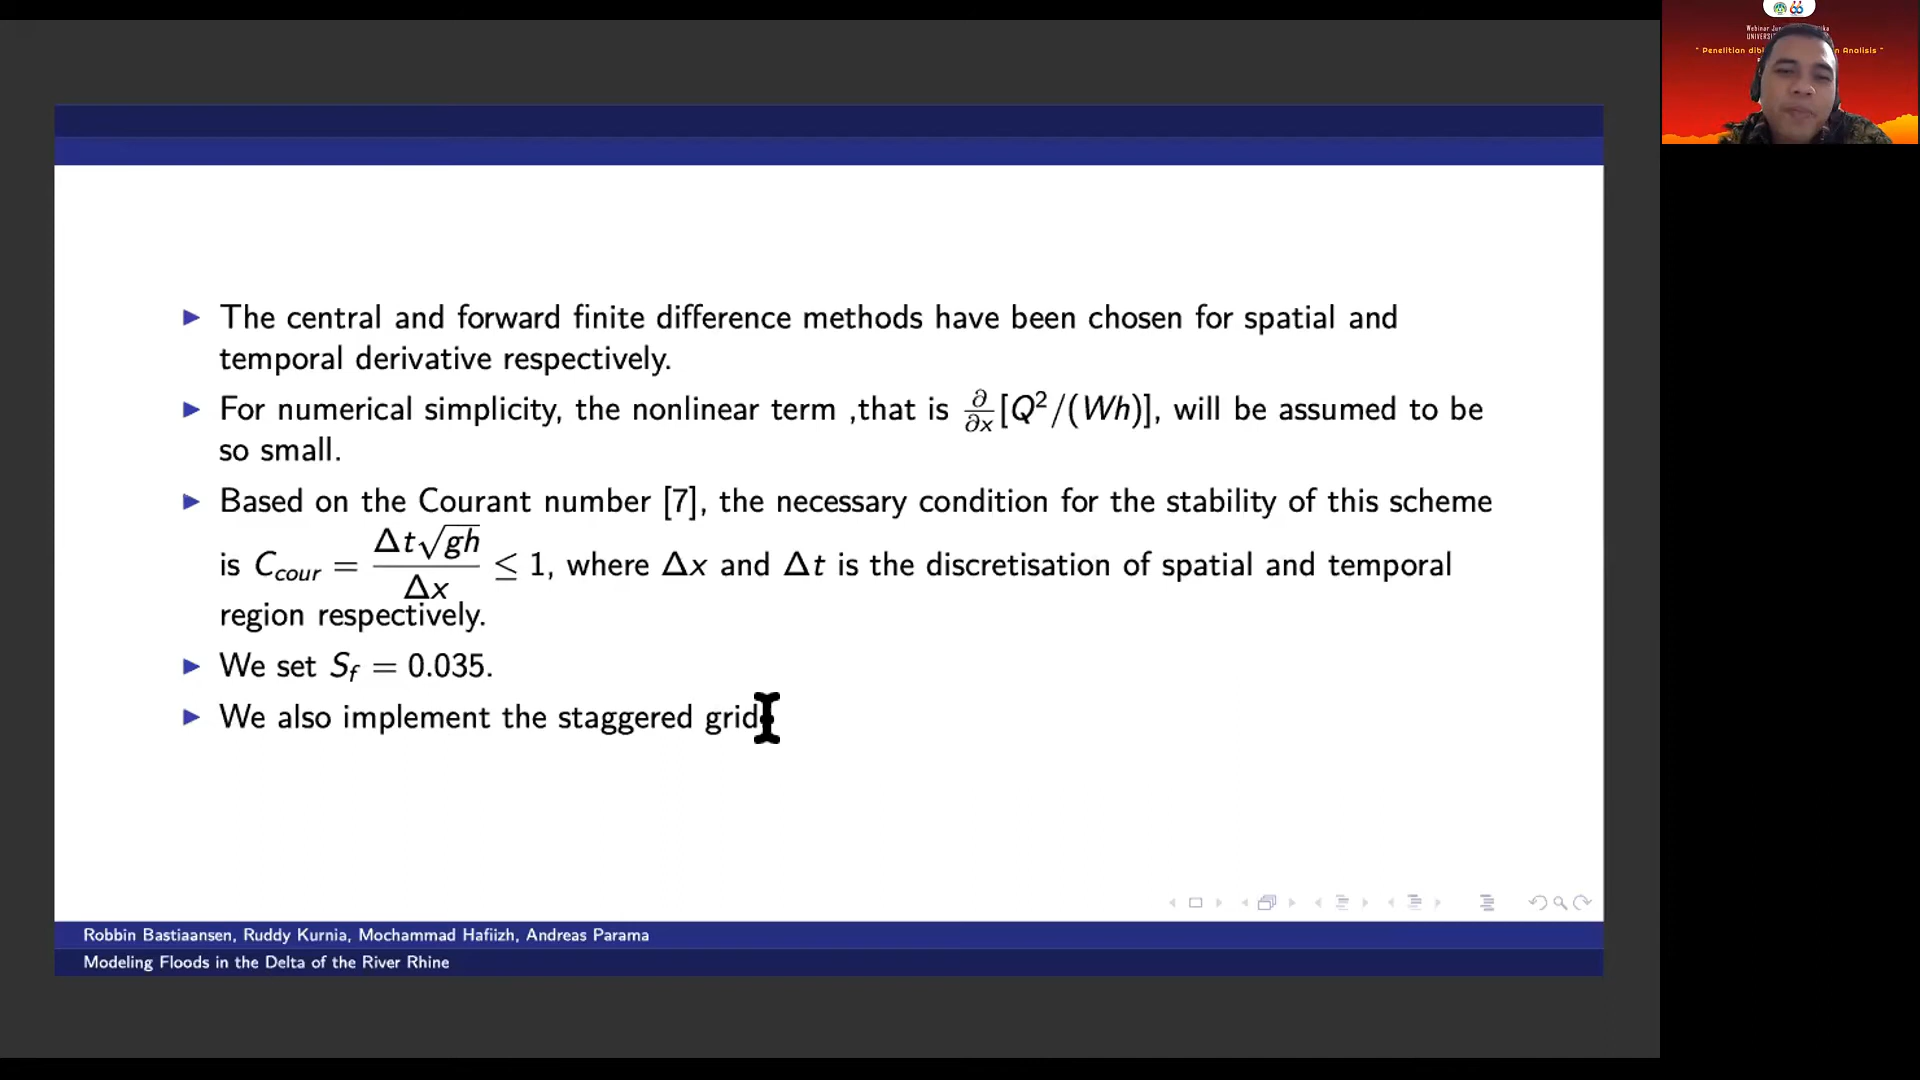 The central and forward finite difference methods have been chosen for spatial and
temporal derivative respectively.
For numerical simplicity, the nonlinear term ,that is ∂/∂x [Q²/(Wh)], will be assumed to be
so small.
Based on the Courant number [7], the necessary condition for the stability of this scheme
is C_cour = Δt√gh / Δx ≤ 1, where Δx and Δt is the discretisation of spatial and temporal
region respectively.
We set S_f = 0.035.
We also implement the staggered grid
Robbin Bastiaansen, Ruddy Kurnia, Mochammad Hafiizh, Andreas Parama
Modeling Floods in the Delta of the River Rhine
66
Webinar
" Penelitian
Analisis "